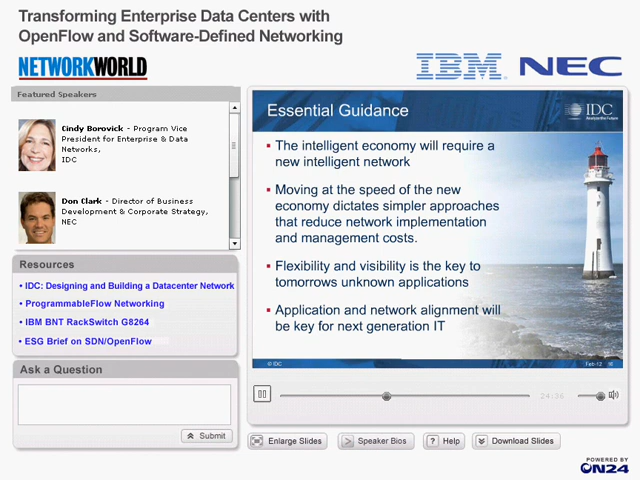 Transforming Enterprise Data Centers with
OpenFlow and Software-Defined Networking
NETWORKWORLD
IBM
NEC
Featured Speakers
Cindy Borovick - Program Vice
President for Enterprise & Data
Networks,
IDC
Don Clark - Director of Business
Development & Corporate Strategy,
NEC
Resources
• IDC: Designing and Building a Datacenter Network
• ProgrammableFlow Networking
• IBM BNT RackSwitch G8264
• ESG Brief on SDN/OpenFlow
Ask a Question
Submit
Essential Guidance
IDC
Analyze the Future
▪ The intelligent economy will require a
new intelligent network
▪ Moving at the speed of the new
economy dictates simpler approaches
that reduce network implementation
and management costs.
▪ Flexibility and visibility is the key to
tomorrows unknown applications
▪ Application and network alignment will
be key for next generation IT
© IDC
Feb-12
16
24:36
Enlarge Slides
Speaker Bios
? Help
Download Slides
POWERED BY
ON24